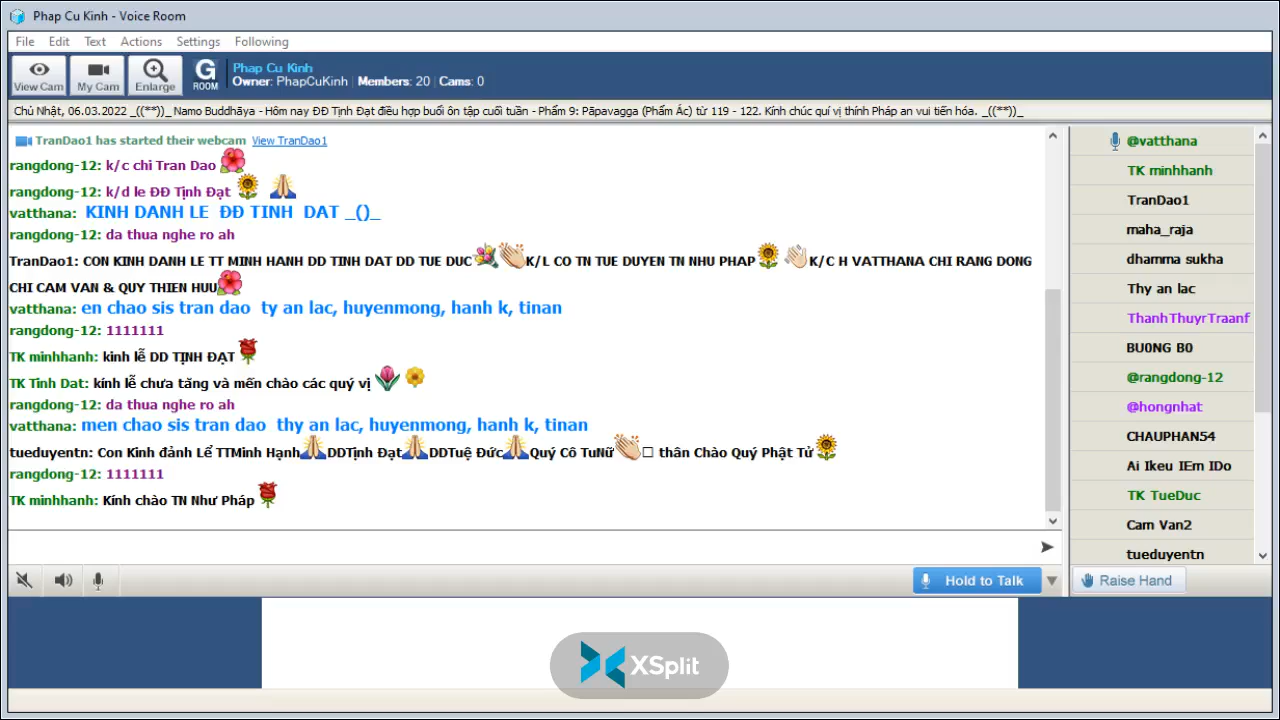 Phap Cu Kinh - Voice Room
File Edit Text Actions Settings Following
View Cam My Cam Enlarge G ROOM
Phap Cu Kinh
Owner: PhapCuKinh | Members: 20 | Cams: 0
Chủ Nhật, 06.03.2022 _((**))_ Namo Buddhāya - Hôm nay ĐĐ Tịnh Đạt điều hợp buổi ôn tập cuối tuần - Phẩm 9: Pāpavagga (Phẩm Ác) từ 119 - 122. Kính chúc quí vị thính Pháp an vui tiến hóa. _((**))_
TranDao1 has started their webcam View TranDao1
rangdong-12: k/c chi Tran Dao
rangdong-12: k/d le ĐĐ Tịnh Đạt
vatthana: KINH DANH LE ĐĐ TINH DAT _()_
rangdong-12: da thua nghe ro ah
TranDao1: CON KINH DANH LE TT MINH HANH DD TINH DAT DD TUE DUC K/L CO TN TUE DUYEN TN NHU PHAP K/C H VATTHANA CHI RANG DONG
CHI CAM VAN & QUY THIEN HUU
vatthana: en chao sis tran dao ty an lac, huyenmong, hanh k, tinan
rangdong-12: 1111111
TK minhhanh: kinh lễ DD TỊNH ĐẠT
TK Tinh Dat: kính lễ chưa tăng và mến chào các quý vị
rangdong-12: da thua nghe ro ah
vatthana: men chao sis tran dao thy an lac, huyenmong, hanh k, tinan
tueduyentn: Con Kinh đảnh Lể TTMinh Hạnh DDTịnh Đạt DDTuệ Đức Quý Cô TuNữ □ thân Chào Quý Phật Tử
rangdong-12: 1111111
TK minhhanh: Kính chào TN Như Pháp
@vatthana
TK minhhanh
TranDao1
maha_raja
dhamma sukha
Thy an lac
ThanhThuyrTraanf
BU0NG B0
@rangdong-12
@hongnhat
CHAUPHAN54
Ai Ikeu IEm IDo
TK TueDuc
Cam Van2
tueduyentn
Hold to Talk
Raise Hand
XSplit